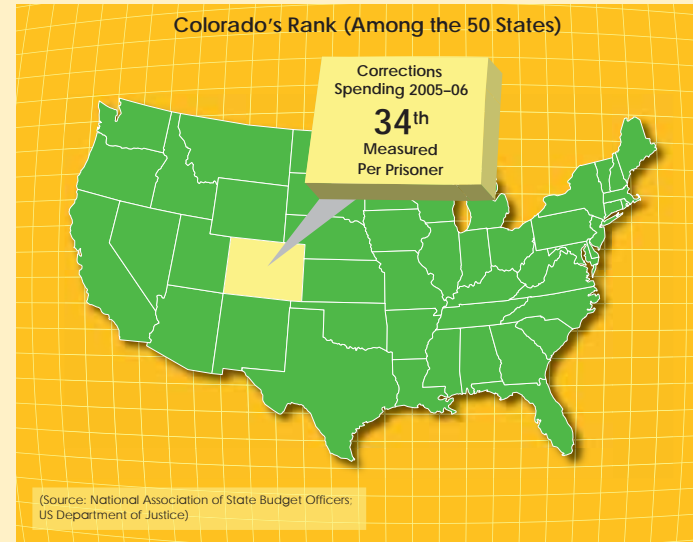 Colorado's Rank (Among the 50 States)
Corrections
Spending 2005–06
34th
Measured
Per Prisoner
(Source: National Association of State Budget Officers;
US Department of Justice)